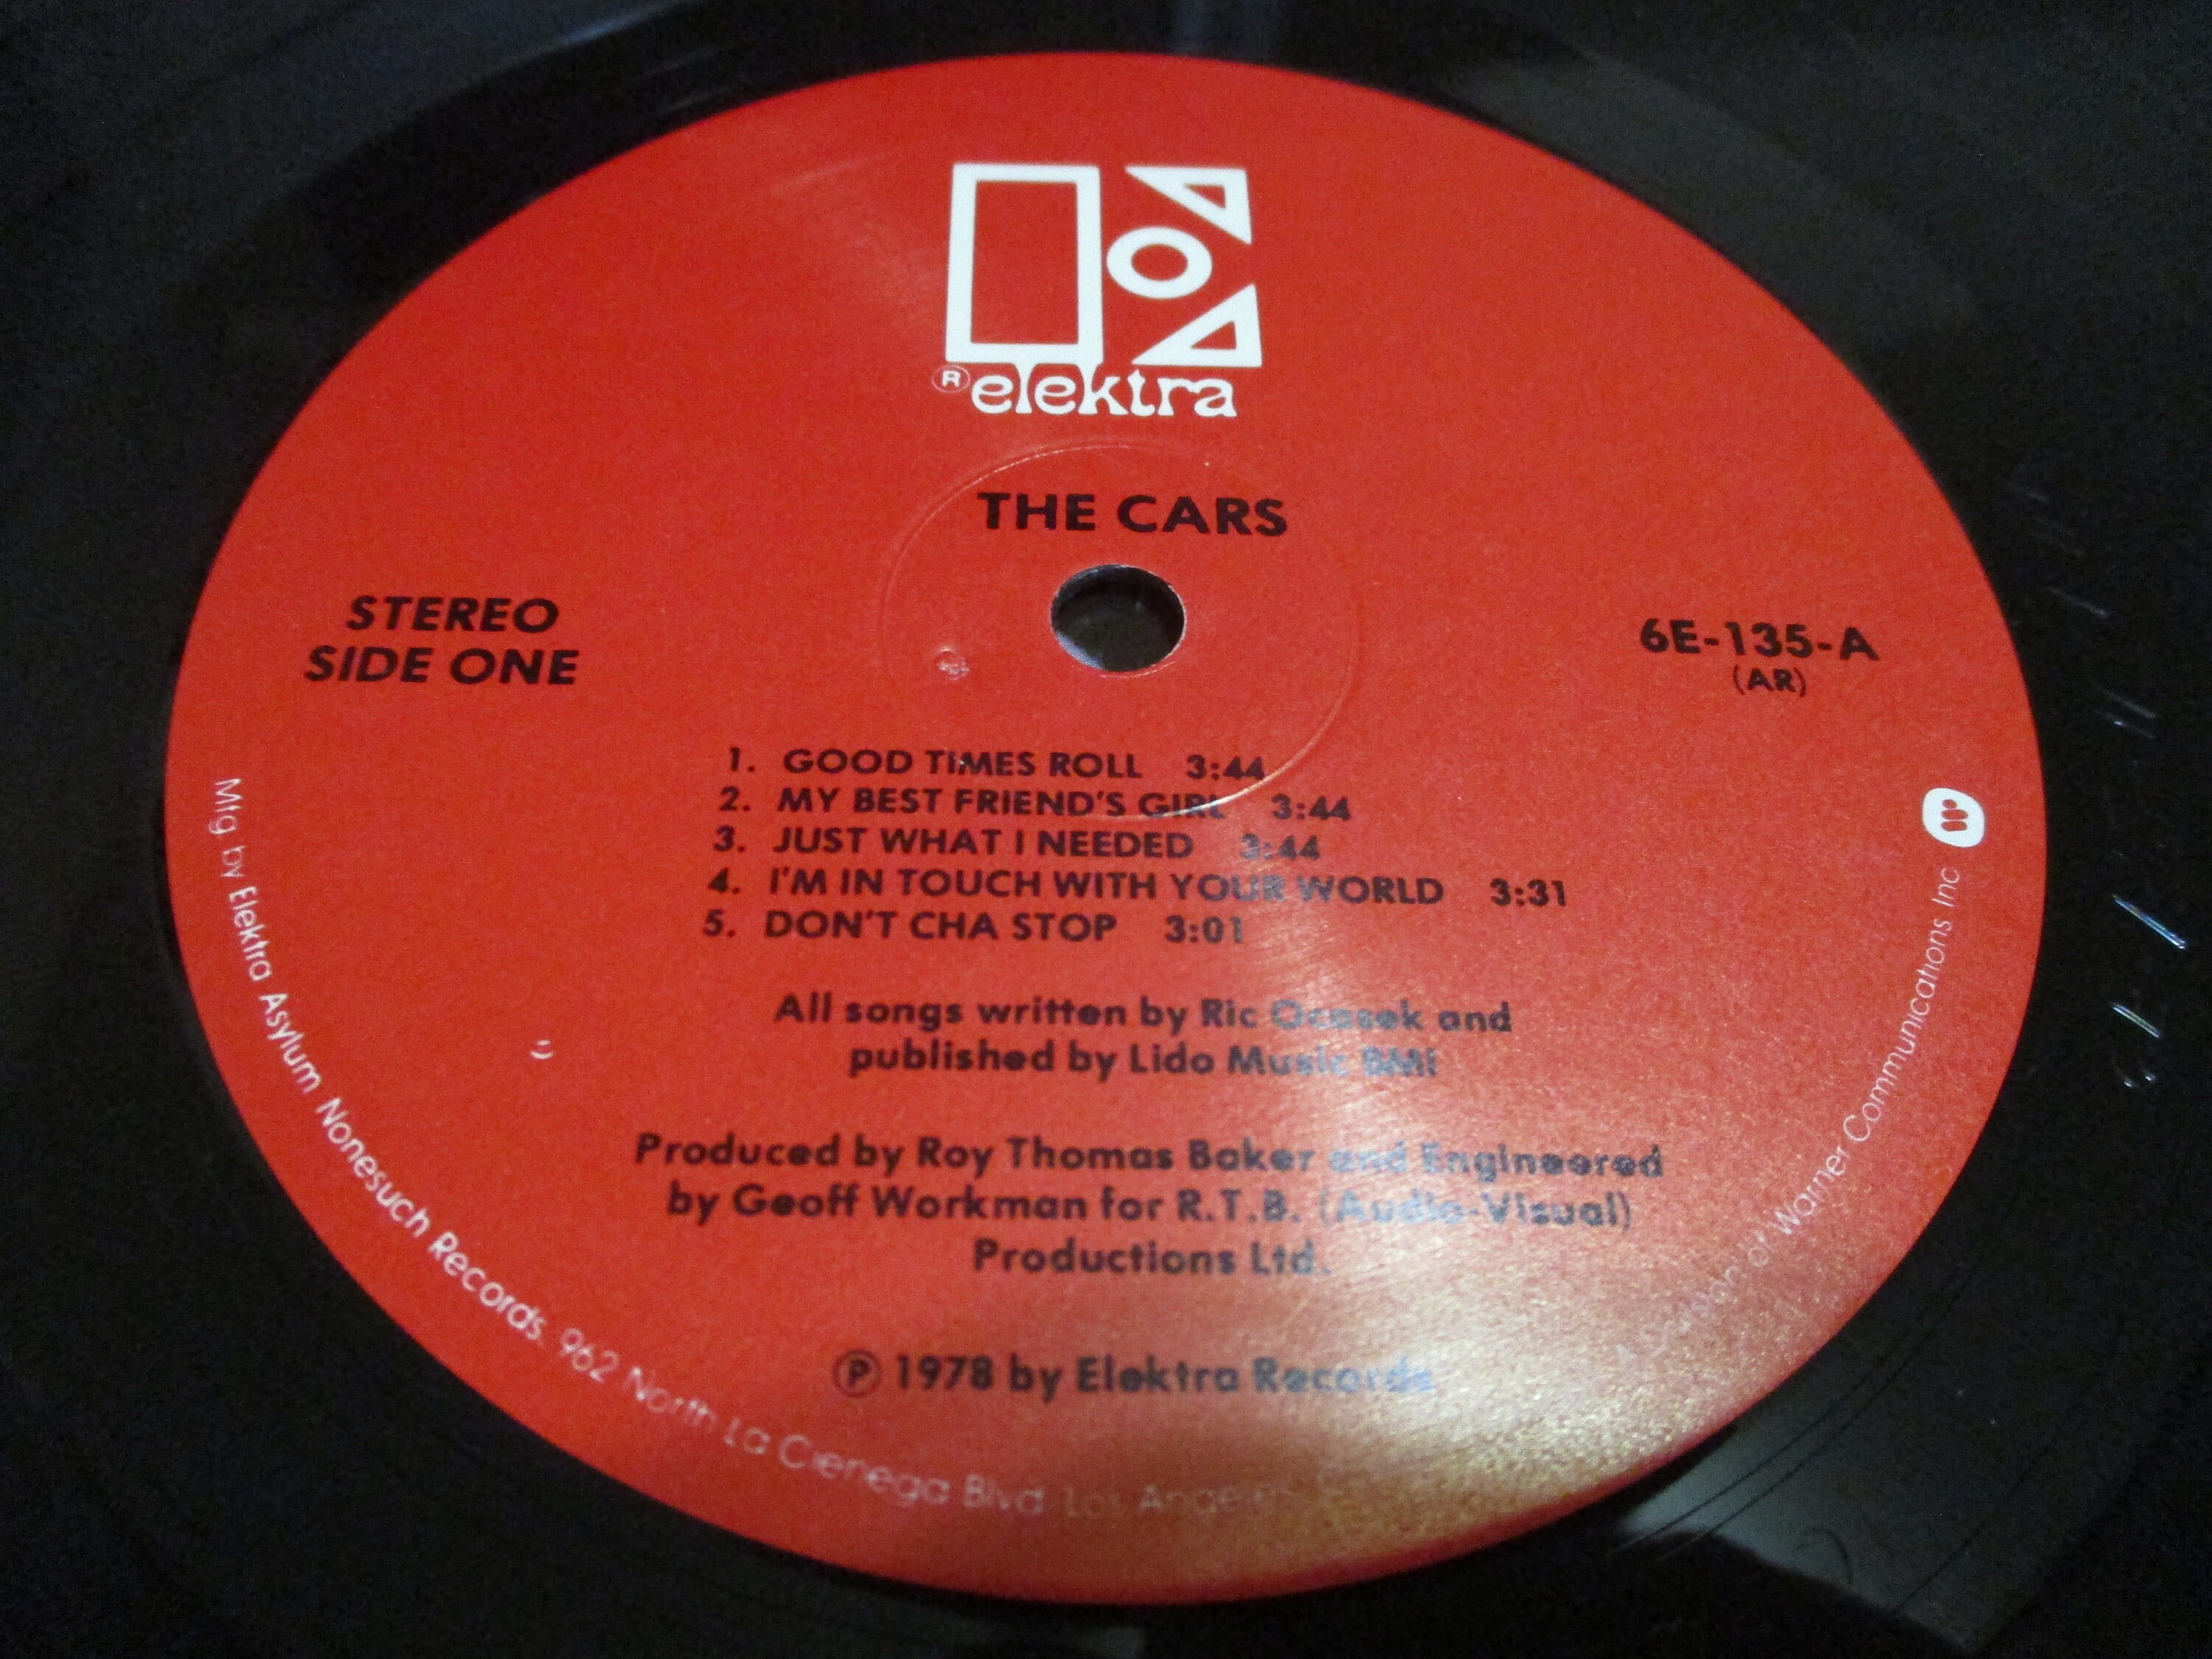 ® elektra
THE CARS
STEREO
SIDE ONE
6E-135-A
(AR)
1. GOOD TIMES ROLL 3:44
2. MY BEST FRIEND'S GIRL 3:44
3. JUST WHAT I NEEDED 3:44
4. I'M IN TOUCH WITH YOUR WORLD 3:31
5. DON'T CHA STOP 3:01
All songs written by Ric Ocasek and
published by Lido Music BMI
Produced by Roy Thomas Baker and Engineered
by Geoff Workman for R.T.B. (Audio-Visual)
Productions Ltd.
℗ 1978 by Elektra Records
Mfg by Elektra Asylum Nonesuch Records. 962 North La Cienega Blvd Los Angeles of Warner Communications Inc